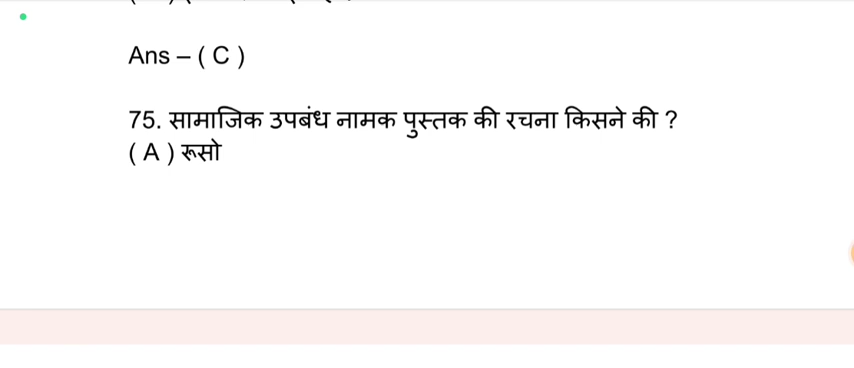 Ans – ( C )
75. सामाजिक उपबंध नामक पुस्तक की रचना किसने की ?
( A ) रूसो